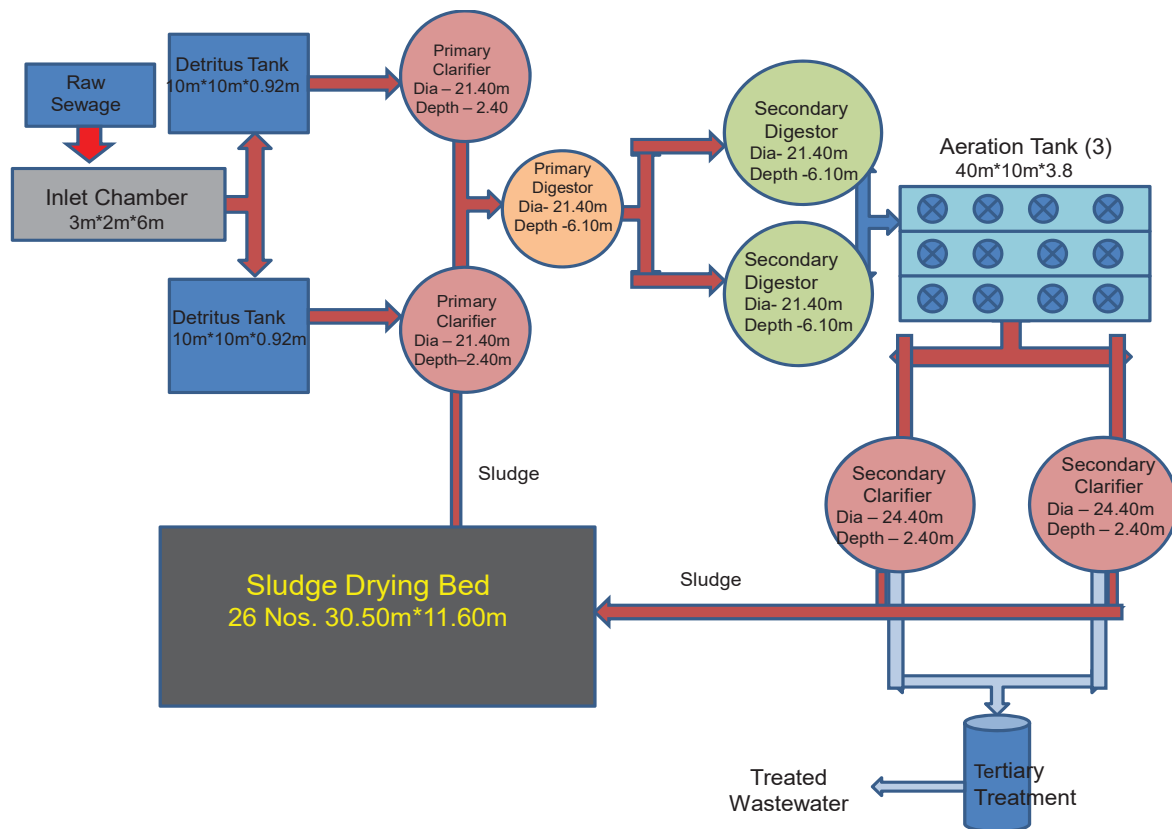 Raw
Sewage
Inlet Chamber
3m*2m*6m
Detritus Tank
10m*10m*0.92m
Detritus Tank
10m*10m*0.92m
Primary
Clarifier
Dia – 21.40m
Depth – 2.40
Primary
Clarifier
Dia – 21.40m
Depth–2.40m
Primary
Digestor
Dia- 21.40m
Depth -6.10m
Secondary
Digestor
Dia- 21.40m
Depth -6.10m
Secondary
Digestor
Dia- 21.40m
Depth -6.10m
Aeration Tank (3)
40m*10m*3.8
Secondary
Clarifier
Dia – 24.40m
Depth – 2.40m
Secondary
Clarifier
Dia – 24.40m
Depth – 2.40m
Sludge
Sludge
Sludge Drying Bed
26 Nos. 30.50m*11.60m
Tertiary
Treatment
Treated
Wastewater